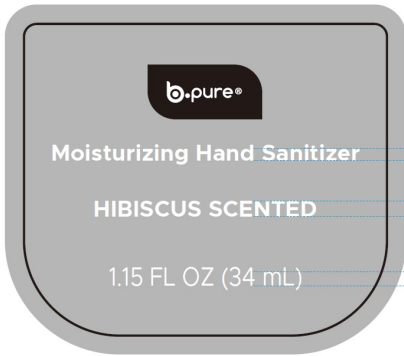 b.pure®
Moisturizing Hand Sanitizer
HIBISCUS SCENTED
1.15 FL OZ (34 mL)